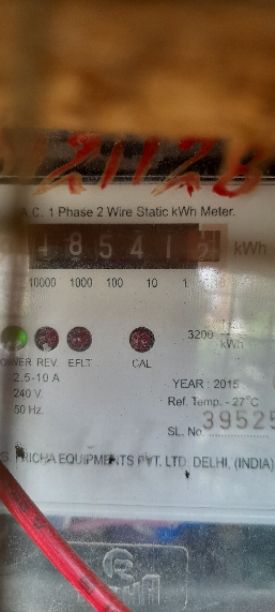 A.C. 1 Phase 2 Wire Static kWh Meter.
18541 kWh
10000 1000 100 10 1
3200 kWh
REV. EFLT CAL
2.5-10 A
240 V.
50 Hz.
YEAR : 2015
Ref. Temp. - 27°C
SL. No. 39525
RICHA EQUIPMENTS PVT. LTD. DELHI, (INDIA)